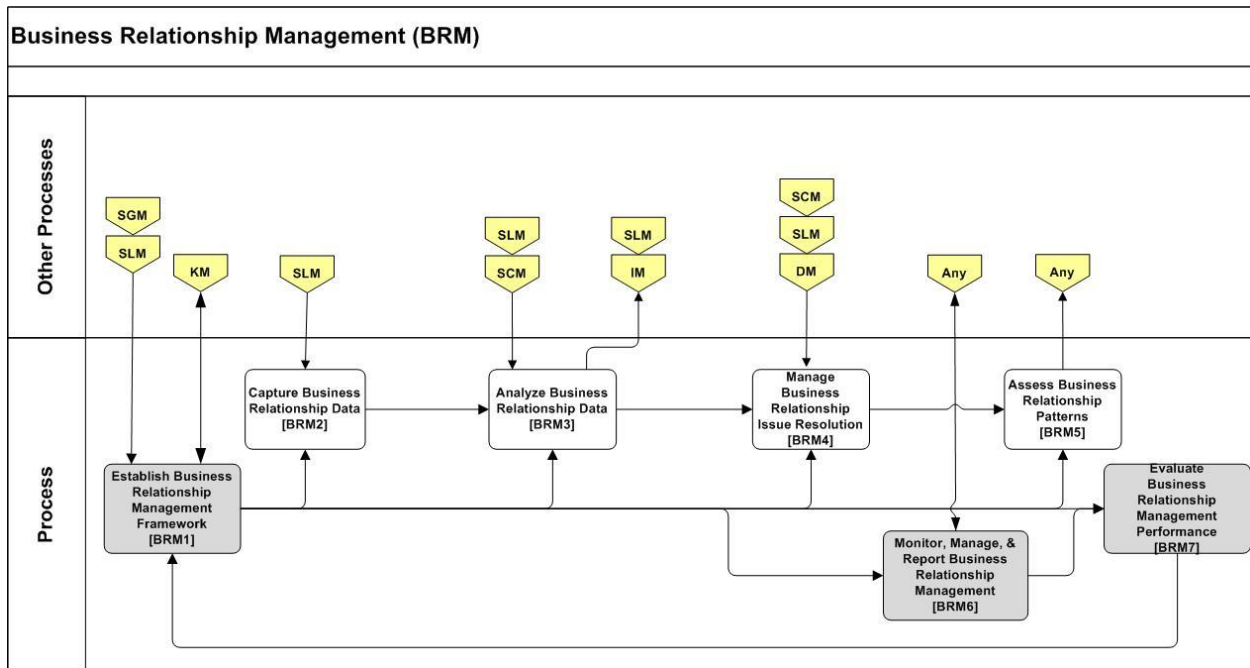 Business Relationship Management (BRM)
Other Processes
SGM
SLM
KM
SLM
SLM
SCM
SLM
IM
SCM
SLM
DM
Any
Any
Process
Establish Business
Relationship
Management
Framework
[BRM1]
Capture Business
Relationship Data
[BRM2]
Analyze Business
Relationship Data
[BRM3]
Manage
Business
Relationship
Issue Resolution
[BRM4]
Assess Business
Relationship
Patterns
[BRM5]
Monitor, Manage, &
Report Business
Relationship
Management
[BRM6]
Evaluate
Business
Relationship
Management
Performance
[BRM7]